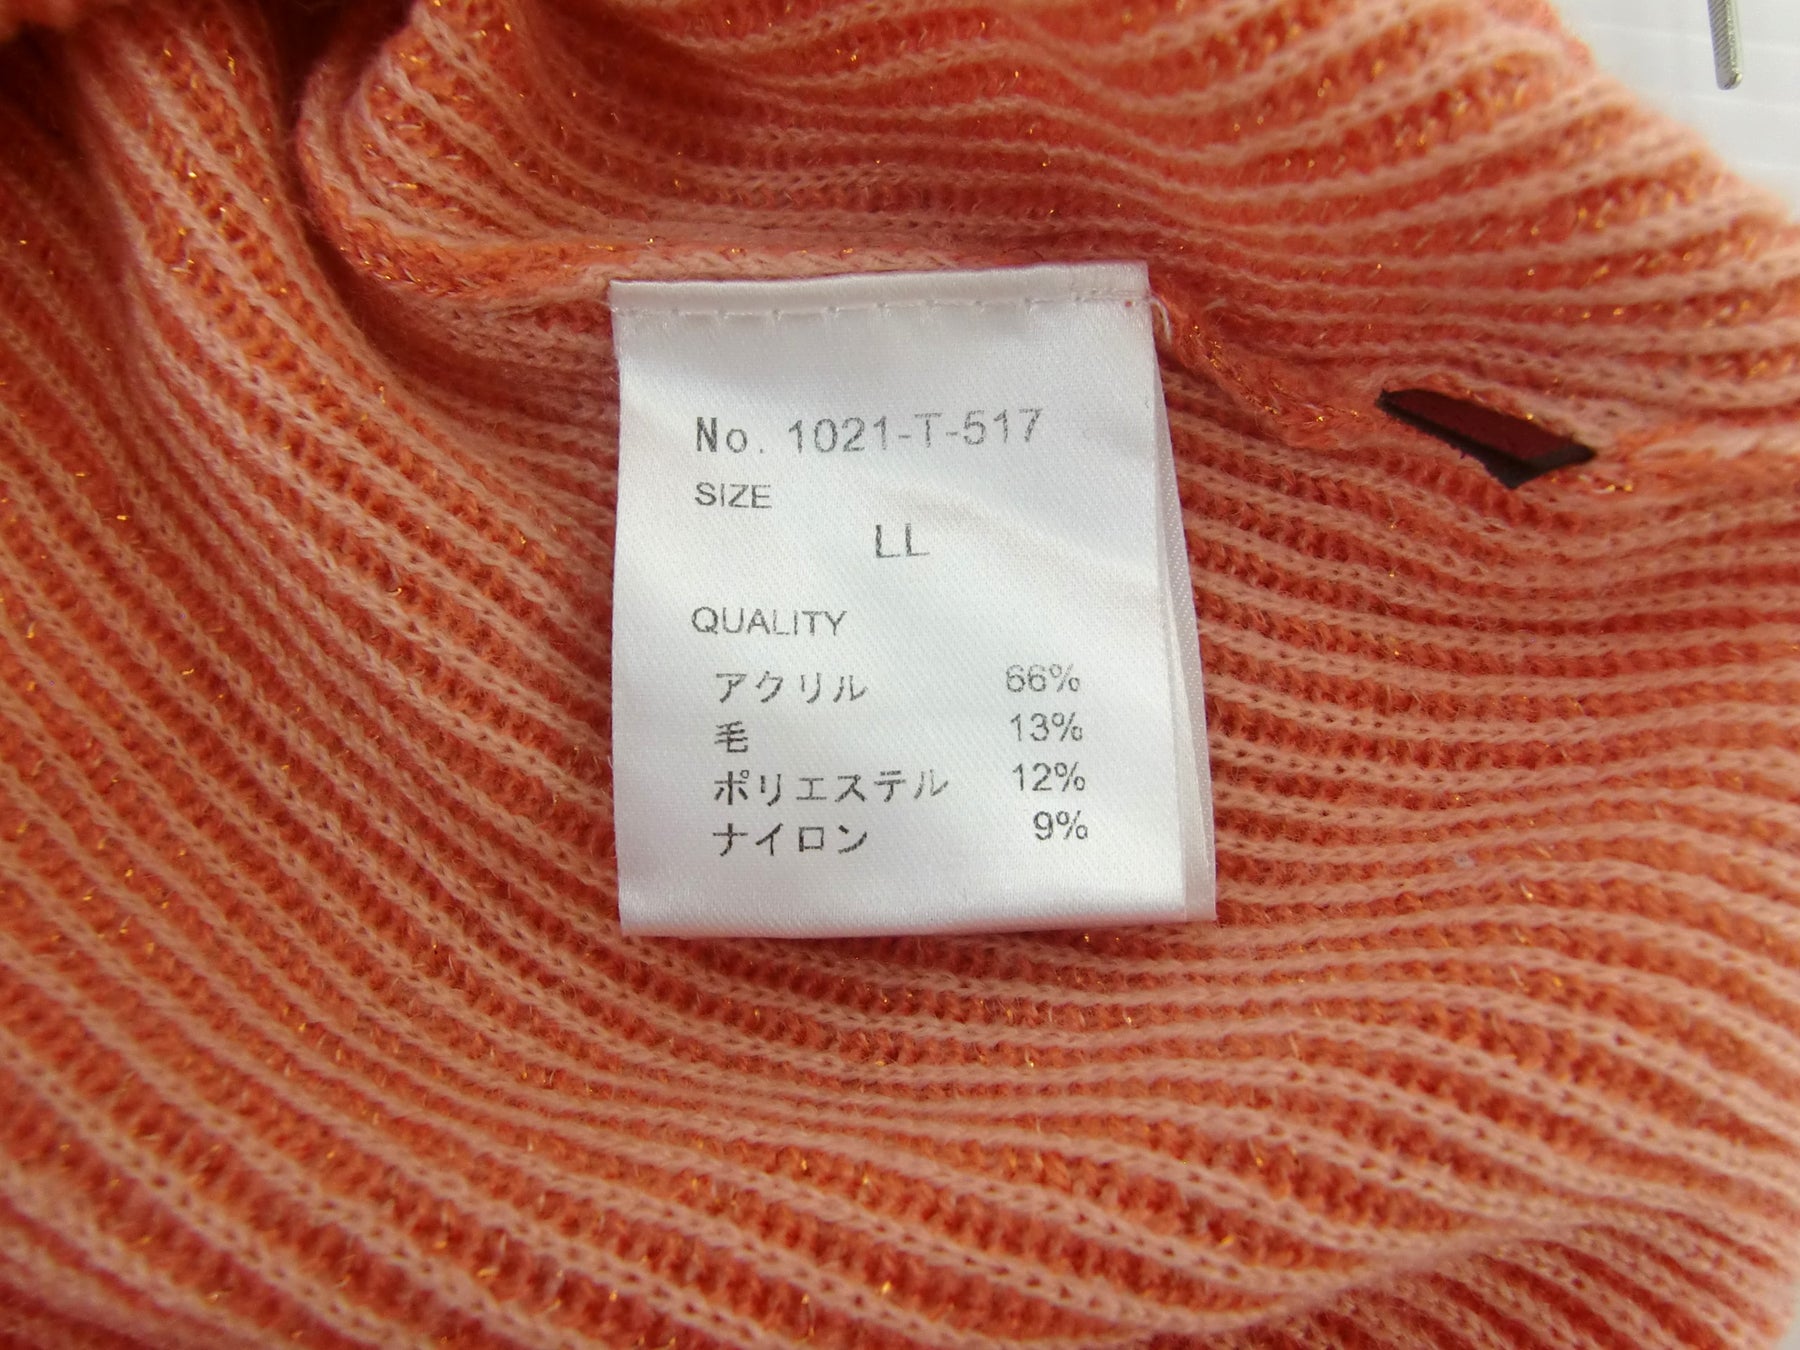 No. 1021-T-517
SIZE
LL
QUALITY
アクリル 66%
毛 13%
ポリエステル 12%
ナイロン 9%